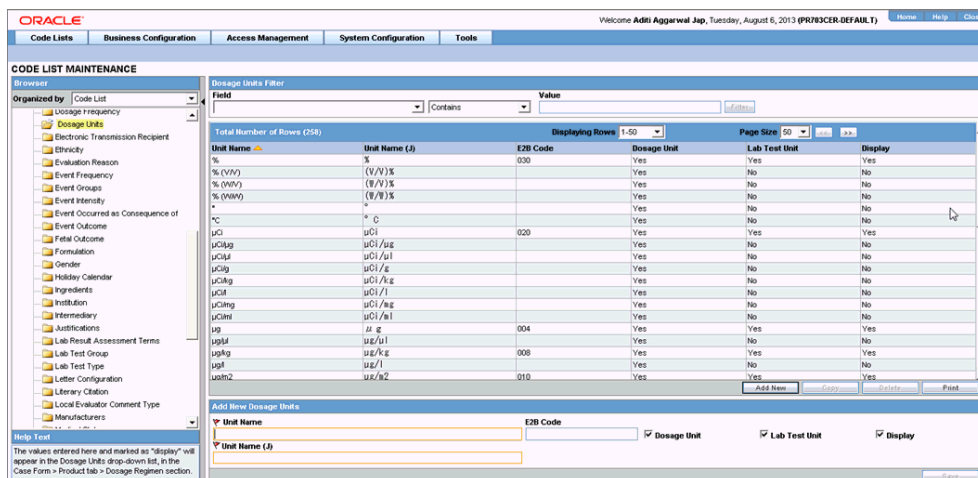 ORACLE
Welcome Aditi Aggarwal Jap, Tuesday, August 6, 2013 (PR703CER-DEFAULT)
Home Help
Code Lists Business Configuration Access Management System Configuration Tools
CODE LIST MAINTENANCE
Browser
Organized by Code List
Dosage Frequency
Dosage Units
Electronic Transmission Recipient
Ethnicity
Evaluation Reason
Event Frequency
Event Groups
Event Intensity
Event Occurred as Consequence of
Event Outcome
Fetal Outcome
Formulation
Gender
Holiday Calendar
Ingredients
Institution
Intermediary
Justifications
Lab Result Assessment Terms
Lab Test Group
Lab Test Type
Letter Configuration
Literary Citation
Local Evaluator Comment Type
Manufacturers
Help Text
The values entered here and marked as "display" will
appear in the Dosage Units drop-down list, in the
Case Form > Product tab > Dosage Regimen section.
Dosage Units Filter
Field Value
Contains Filter
Total Number of Rows (258) Displaying Rows 1-50 Page Size 50 << >>
Unit Name Unit Name (J) E2B Code Dosage Unit Lab Test Unit Display
% % 030 Yes Yes Yes
% (V/V) (V/V)% Yes No No
% (W/V) (W/V)% Yes No No
% (W/W) (W/W)% Yes No No
° ° Yes No No
°C ° C Yes No No
µCi µCi 020 Yes Yes Yes
µCi/µg µCi/µg Yes No No
µCi/µl µCi/µl Yes No No
µCi/g µCi/g Yes No No
µCi/kg µCi/kg Yes No No
µCi/l µCi/l Yes No No
µCi/mg µCi/mg Yes No No
µCi/ml µCi/ml Yes No No
µg μ g 004 Yes Yes Yes
µg/µl µg/µl Yes No No
µg/kg µg/kg 008 Yes Yes Yes
µg/l µg/l Yes No No
µg/m2 µg/m2 010 Yes Yes Yes
Add New Copy Delete Print
Add New Dosage Units
Unit Name E2B Code
Dosage Unit Lab Test Unit Display
Unit Name (J)
Save